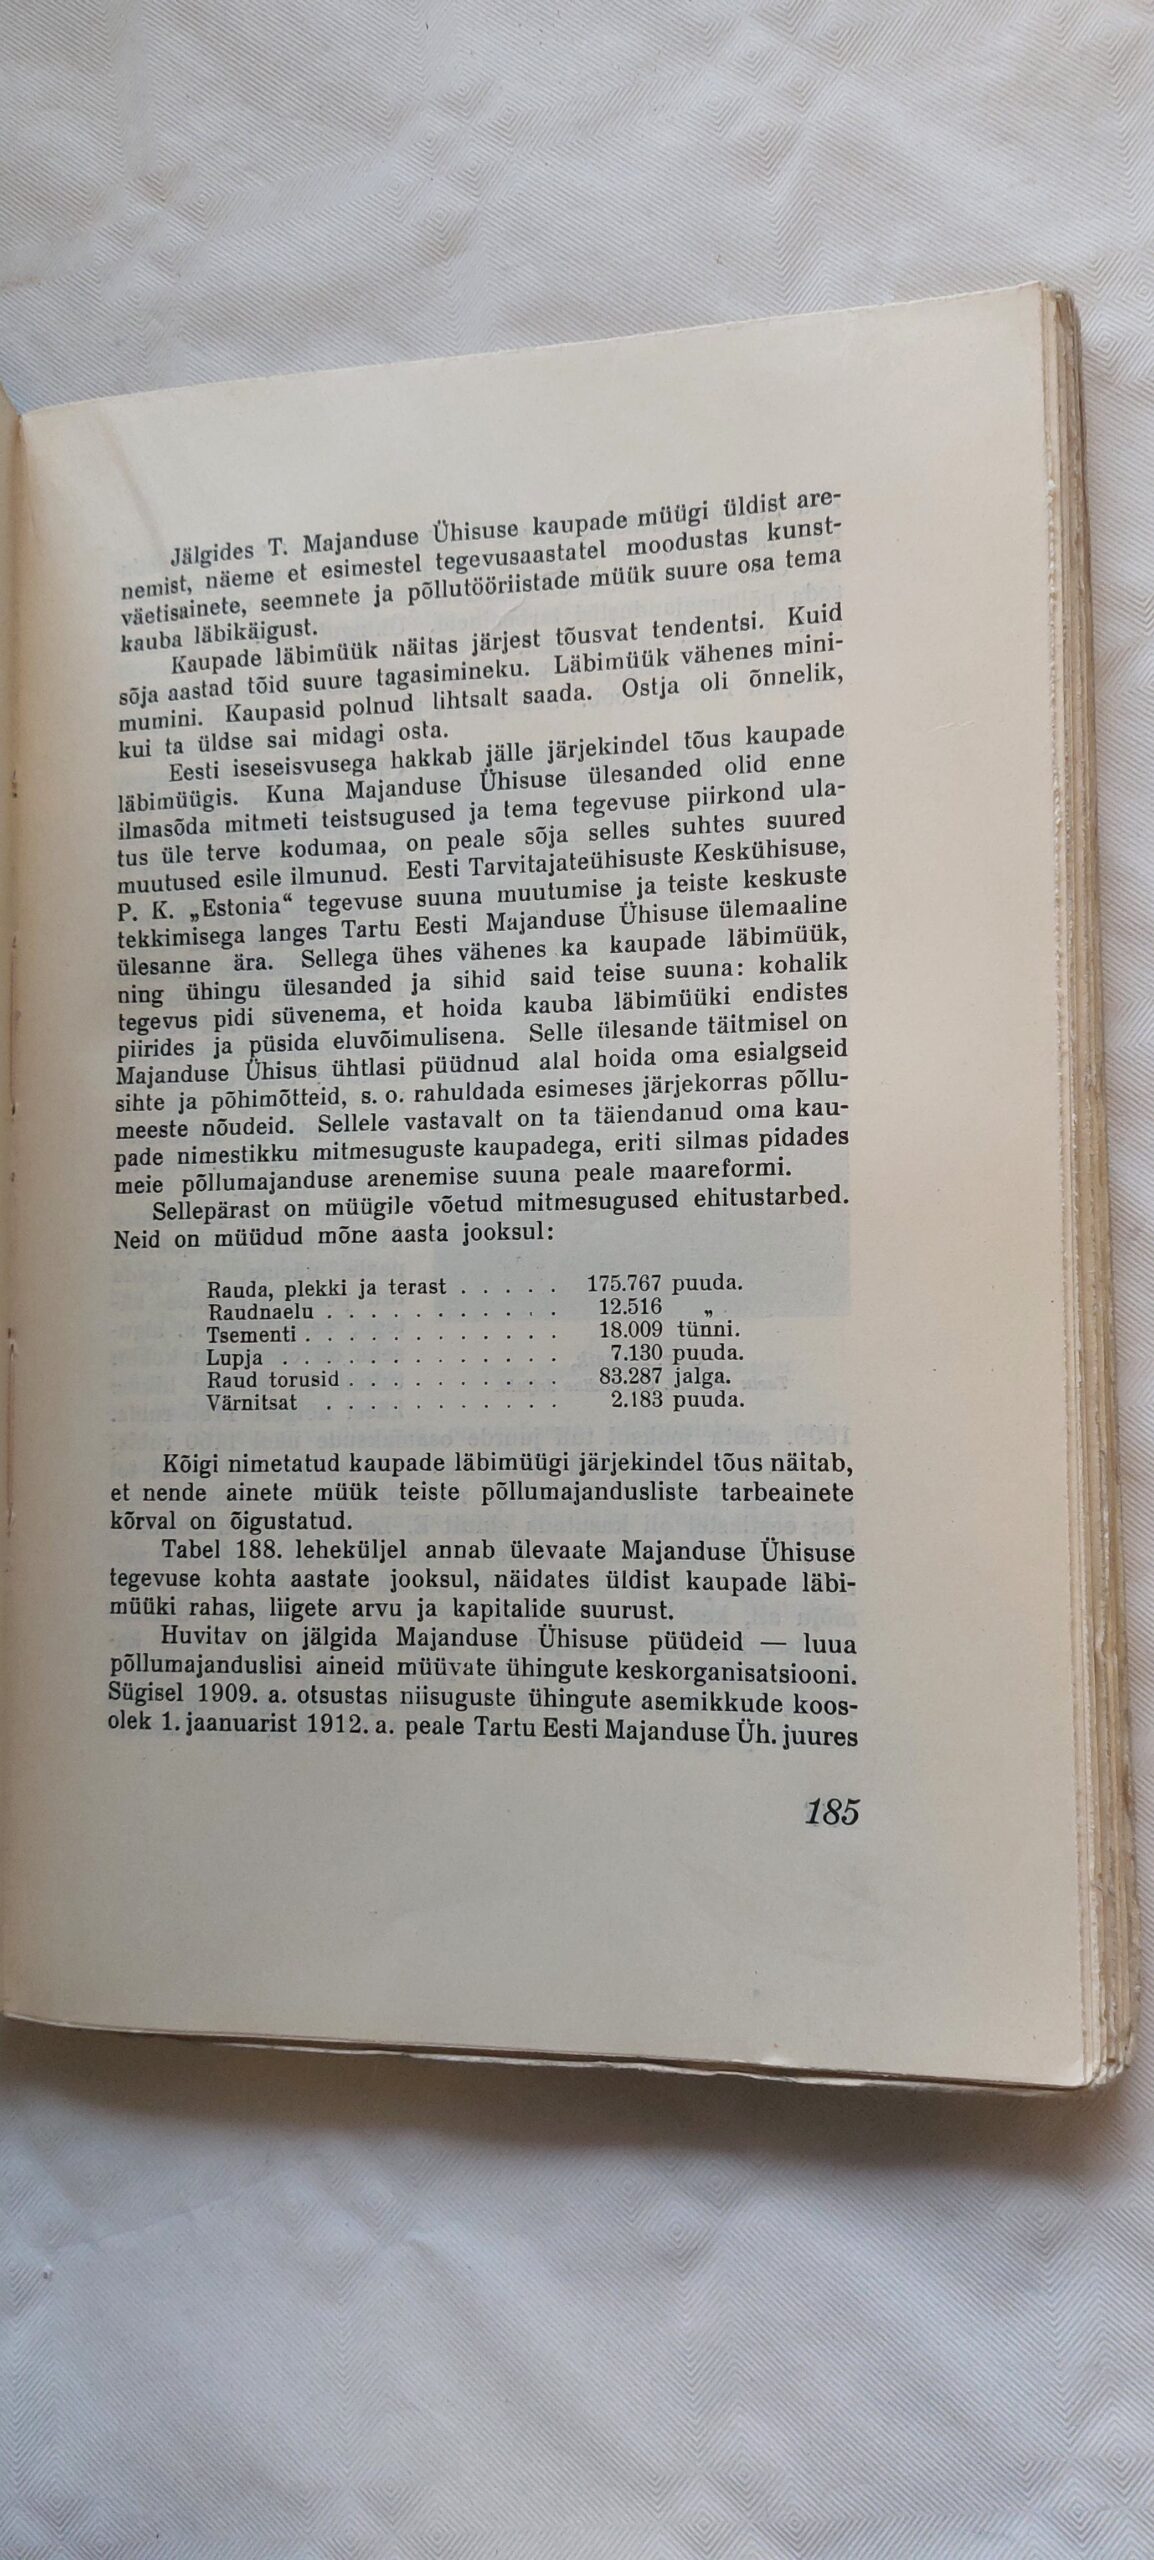 Jälgides T. Majanduse Ühisuse kaupade müügi üldist are-
nemist, näeme et esimestel tegevusaastatel moodustas kunst-
väetisainete, seemnete ja põllutööriistade müük suure osa tema
kauba läbikäigust.
Kaupade läbimüük näitas järjest tõusvat tendentsi. Kuid
sõja aastad tõid suure tagasimineku. Läbimüük vähenes mini-
mumini. Kaupasid polnud lihtsalt saada. Ostja oli õnnelik,
kui ta üldse sai midagi osta.
Eesti iseseisvusega hakkab jälle järjekindel tõus kaupade
läbimüügis. Kuna Majanduse Ühisuse ülesanded olid enne
ilmasõda mitmeti teistsugused ja tema tegevuse piirkond ula-
tus üle terve kodumaa, on peale sõja selles suhtes suured
muutused esile ilmunud. Eesti Tarvitajateühisuste Keskühisuse,
P. K. „Estonia“ tegevuse suuna muutumise ja teiste keskuste
tekkimisega langes Tartu Eesti Majanduse Ühisuse ülemaaline
ülesanne ära. Sellega ühes vähenes ka kaupade läbimüük,
ning ühingu ülesanded ja sihid said teise suuna: kohalik
tegevus pidi süvenema, et hoida kauba läbimüüki endistes
piirides ja püsida eluvõimulisena. Selle ülesande täitmisel on
Majanduse Ühisus ühtlasi püüdnud alal hoida oma esialgseid
sihte ja põhimõtteid, s. o. rahuldada esimeses järjekorras põllu-
meeste nõudeid. Sellele vastavalt on ta täiendanud oma kau-
pade nimestikku mitmesuguste kaupadega, eriti silmas pidades
meie põllumajanduse arenemise suuna peale maareformi.
Sellepärast on müügile võetud mitmesugused ehitustarbed.
Neid on müüdud mõne aasta jooksul:
Rauda, plekki ja terast . . . . . 175.767 puuda.
Raudnaelu . . . . . . . . . . 12.516 „
Tsementi . . . . . . . . . . . 18.009 tünni.
Lupja . . . . . . . . . . . . 7.130 puuda.
Raud torusid . . . . . . . . . 83.287 jalga.
Värnitsat . . . . . . . . . . 2.183 puuda.
Kõigi nimetatud kaupade läbimüügi järjekindel tõus näitab,
et nende ainete müük teiste põllumajandusliste tarbeainete
kõrval on õigustatud.
Tabel 188. leheküljel annab ülevaate Majanduse Ühisuse
tegevuse kohta aastate jooksul, näidates üldist kaupade läbi-
müüki rahas, liigete arvu ja kapitalide suurust.
Huvitav on jälgida Majanduse Ühisuse püüdeid — luua
põllumajanduslisi aineid müüvate ühingute keskorganisatsiooni.
Sügisel 1909. a. otsustas niisuguste ühingute asemikkude koos-
olek 1. jaanuarist 1912. a. peale Tartu Eesti Majanduse Üh. juures
185